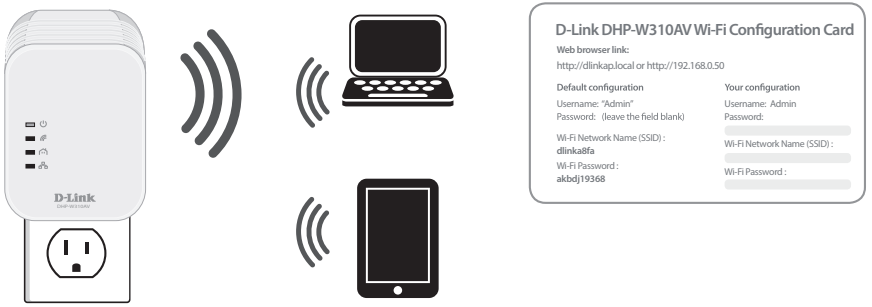 D-Link
DHP-W310AV
D-Link DHP-W310AV Wi-Fi Configuration Card
Web browser link:
http://dlinkap.local or http://192.168.0.50
Default configuration
Username: "Admin"
Password: (leave the field blank)
Wi-Fi Network Name (SSID) :
dlinka8fa
Wi-Fi Password :
akbdj19368
Your configuration
Username: Admin
Password:
Wi-Fi Network Name (SSID) :
Wi-Fi Password :